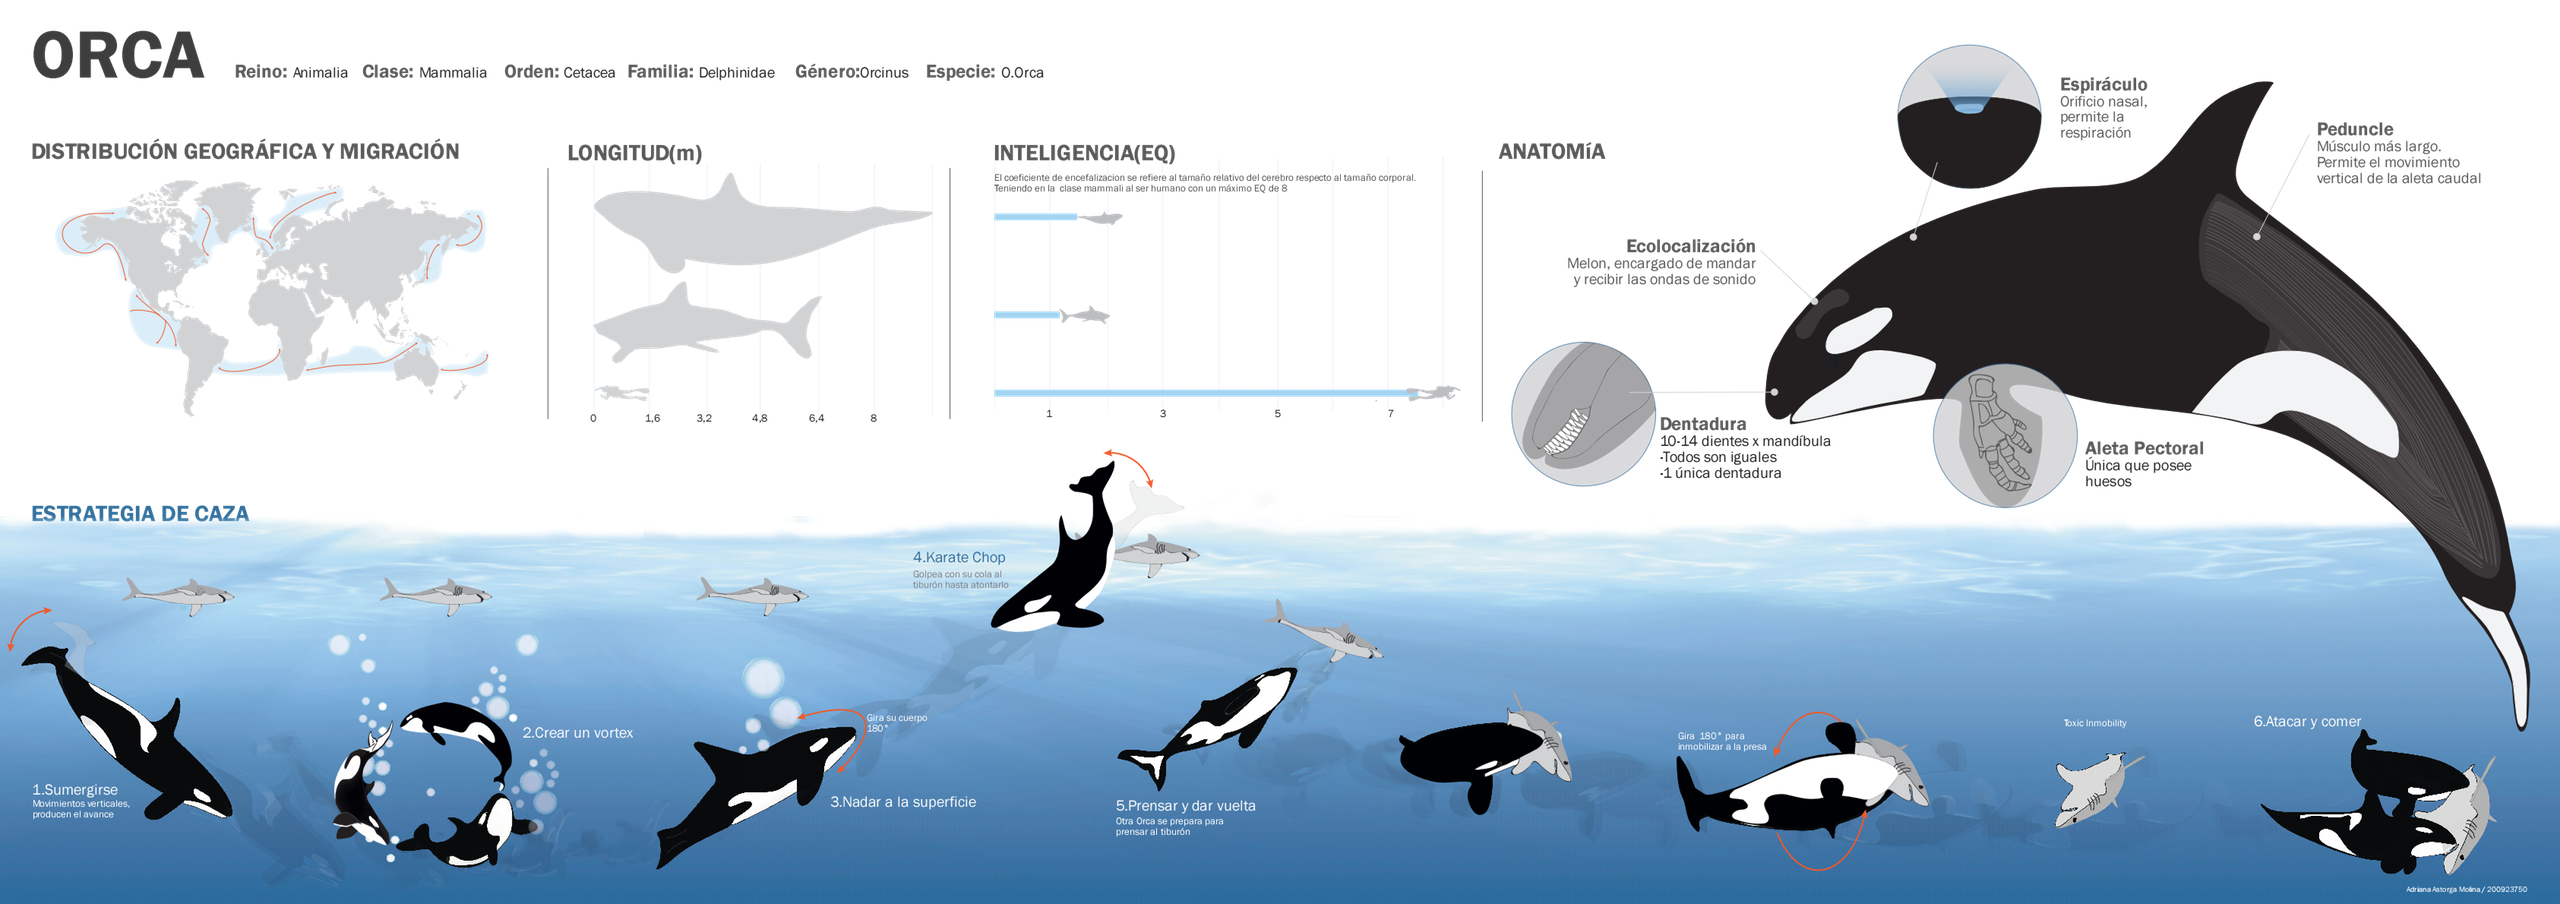 ORCA
Reino: Animalia Clase: Mammalia Orden: Cetacea Familia: Delphinidae Género:Orcinus Especie: O.Orca
DISTRIBUCIÓN GEOGRÁFICA Y MIGRACIÓN
LONGITUD(m)
0 1,6 3,2 4,8 6,4 8
INTELIGENCIA(EQ)
El coeficiente de encefalizacion se refiere al tamaño relativo del cerebro respecto al tamaño corporal.
Teniendo en la clase mammali al ser humano con un máximo EQ de 8
1 3 5 7
ANATOMíA
Espiráculo
Orificio nasal,
permite la
respiración
Peduncle
Músculo más largo.
Permite el movimiento
vertical de la aleta caudal
Ecolocalización
Melon, encargado de mandar
y recibir las ondas de sonido
Dentadura
10-14 dientes x mandíbula
-Todos son iguales
-1 única dentadura
Aleta Pectoral
Única que posee
huesos
ESTRATEGIA DE CAZA
1.Sumergirse
Movimientos verticales,
producen el avance
2.Crear un vortex
Gira su cuerpo
180°
3.Nadar a la superficie
4.Karate Chop
Golpea con su cola al
tiburón hasta atontarlo
5.Prensar y dar vuelta
Otra Orca se prepara para
prensar al tiburón
Gira 180° para
inmobilizar a la presa
Toxic Inmobility
6.Atacar y comer
Adriana Astorga Molina / 200923750